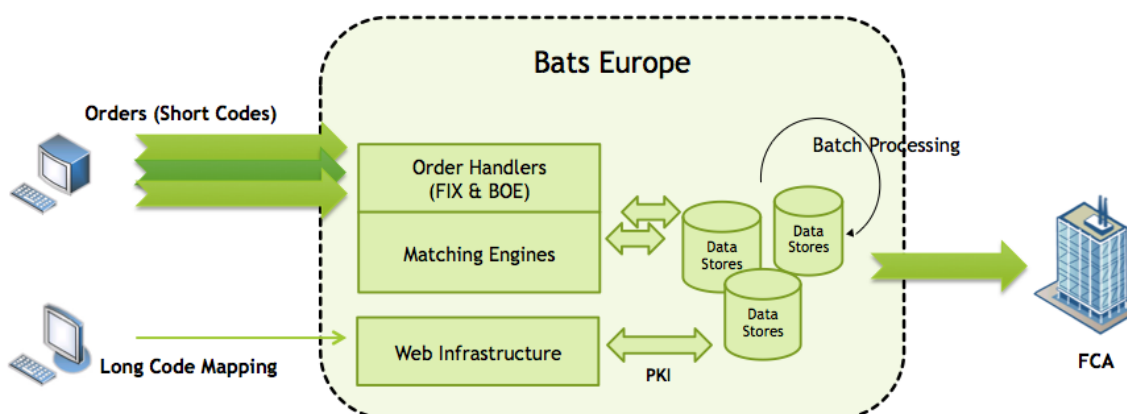 Bats Europe
Orders (Short Codes)
Batch Processing
Order Handlers
(FIX & BOE)
Matching Engines
Data
Stores
Data
Stores
Data
Stores
Web Infrastructure
PKI
Long Code Mapping
FCA